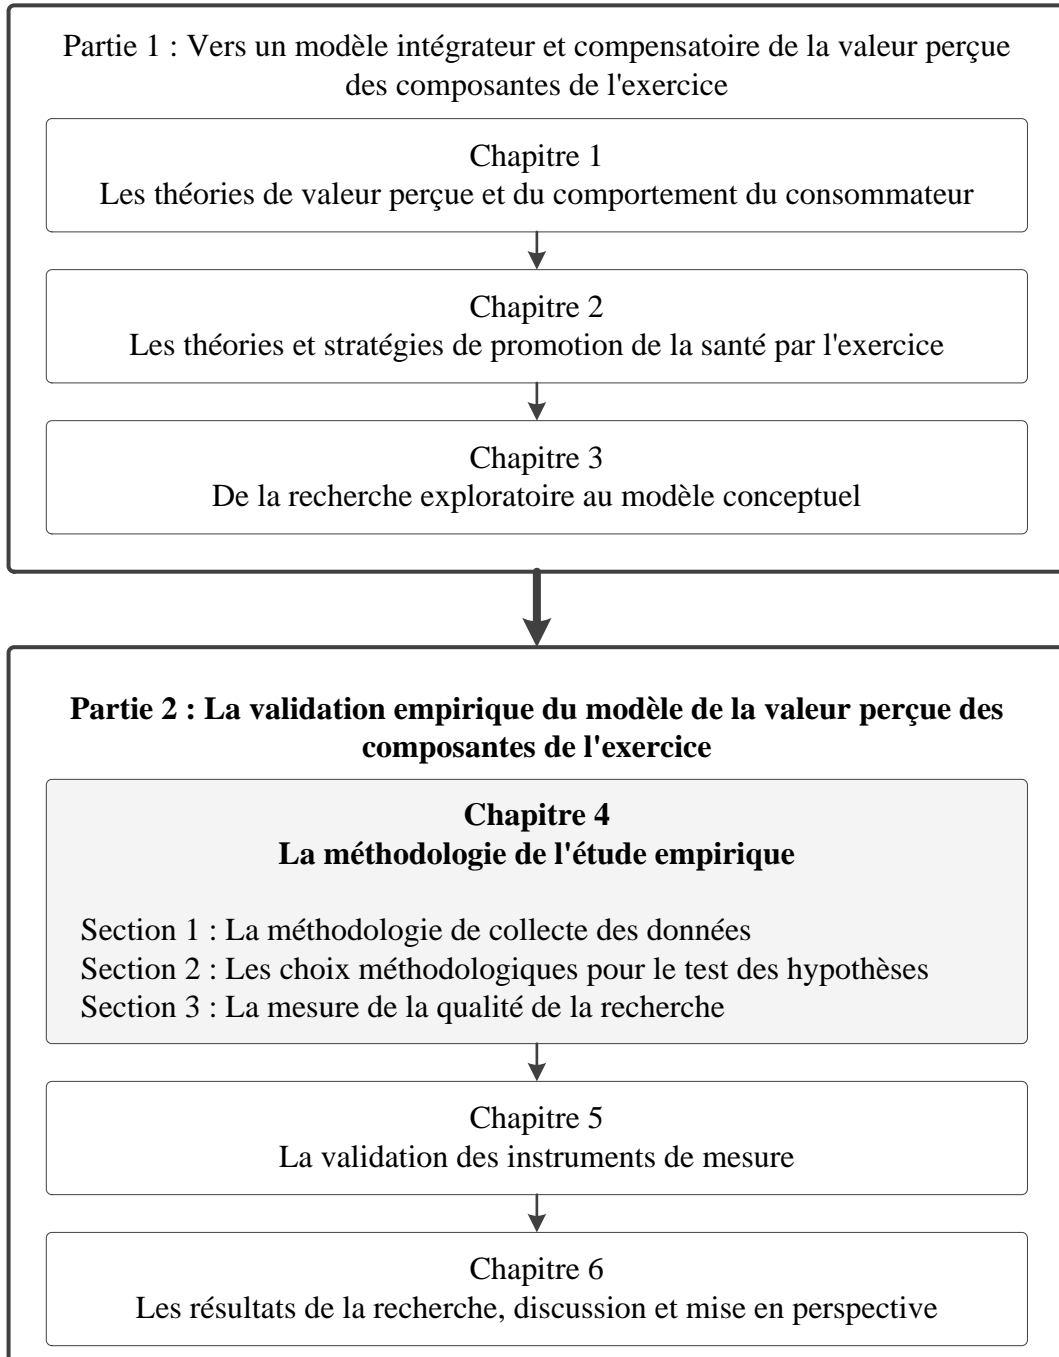 Partie 1 : Vers un modèle intégrateur et compensatoire de la valeur perçue
des composantes de l'exercice
Chapitre 1
Les théories de valeur perçue et du comportement du consommateur
Chapitre 2
Les théories et stratégies de promotion de la santé par l'exercice
Chapitre 3
De la recherche exploratoire au modèle conceptuel
Partie 2 : La validation empirique du modèle de la valeur perçue des
composantes de l'exercice
Chapitre 4
La méthodologie de l'étude empirique
Section 1 : La méthodologie de collecte des données
Section 2 : Les choix méthodologiques pour le test des hypothèses
Section 3 : La mesure de la qualité de la recherche
Chapitre 5
La validation des instruments de mesure
Chapitre 6
Les résultats de la recherche, discussion et mise en perspective